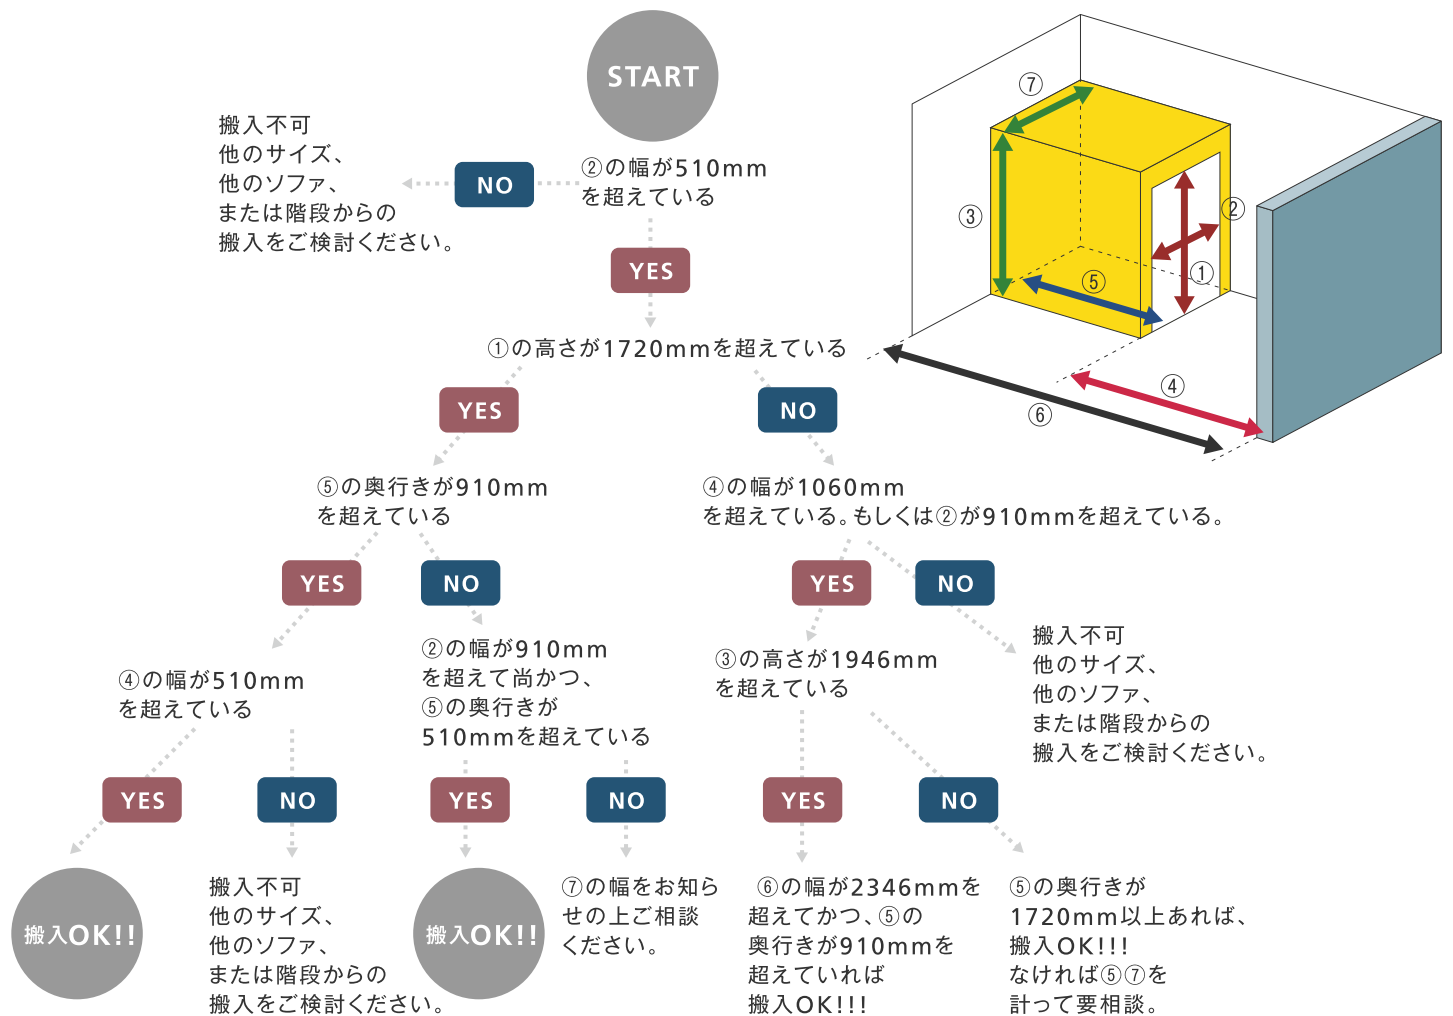 START
②の幅が510mm
を超えている
NO
搬入不可
他のサイズ、
他のソファ、
または階段からの
搬入をご検討ください。
YES
①の高さが1720mmを超えている
YES
NO
⑤の奥行きが910mm
を超えている
④の幅が1060mm
を超えている。もしくは②が910mmを超えている。
YES
NO
YES
NO
④の幅が510mm
を超えている
②の幅が910mm
を超えて尚かつ、
⑤の奥行きが
510mmを超えている
③の高さが1946mm
を超えている
搬入不可
他のサイズ、
他のソファ、
または階段からの
搬入をご検討ください。
YES
NO
YES
NO
YES
NO
搬入OK!!
搬入不可
他のサイズ、
他のソファ、
または階段からの
搬入をご検討ください。
搬入OK!!
⑦の幅をお知ら
せの上ご相談
ください。
⑥の幅が2346mmを
超えてかつ、⑤の
奥行きが910mmを
超えていれば
搬入OK!!!
⑤の奥行きが
1720mm以上あれば、
搬入OK!!!
なければ⑤⑦を
計って要相談。
⑦
③
②
①
⑤
④
⑥